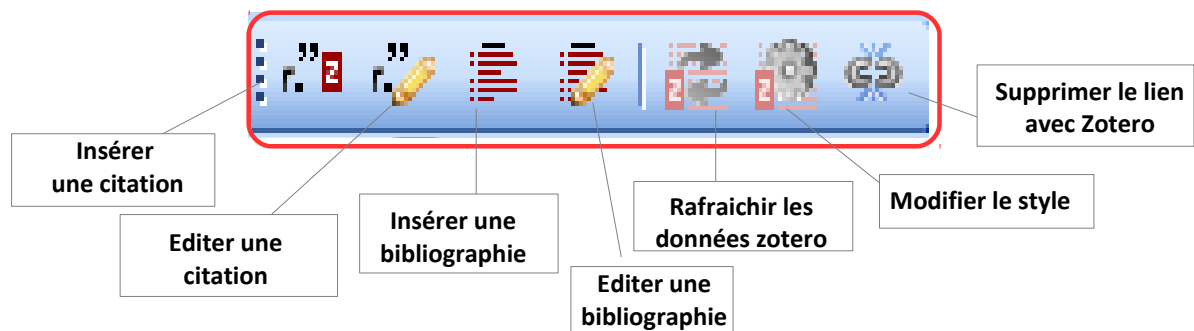 Insérer
une citation
Editer une
citation
Insérer une
bibliographie
Editer une
bibliographie
Rafraichir les
données zotero
Modifier le style
Supprimer le lien
avec Zotero